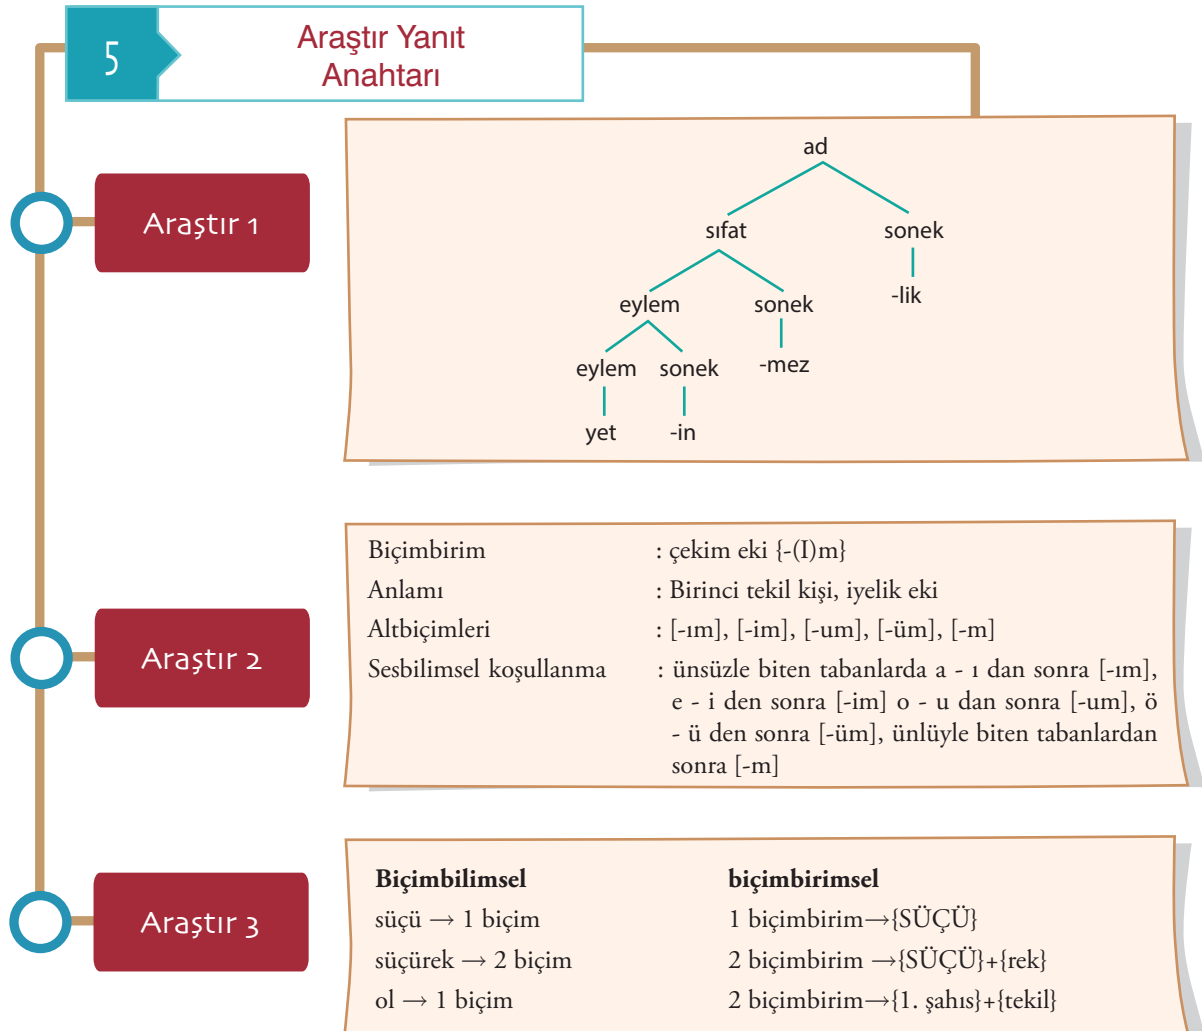 5
Araştır Yanıt
Anahtarı
Araştır 1
ad
sıfat sonek
eylem sonek -lik
eylem sonek -mez
yet -in
Araştır 2
Biçimbirim : çekim eki {-(I)m}
Anlamı : Birinci tekil kişi, iyelik eki
Altbiçimleri : [-ım], [-im], [-um], [-üm], [-m]
Sesbilimsel koşullanma : ünsüzle biten tabanlarda a - ı dan sonra [-ım],
e - i den sonra [-im] o - u dan sonra [-um], ö
- ü den sonra [-üm], ünlüyle biten tabanlardan
sonra [-m]
Araştır 3
Biçimbilimsel biçimbirimsel
süçü → 1 biçim 1 biçimbirim→{SÜÇÜ}
süçürek → 2 biçim 2 biçimbirim →{SÜÇÜ}+{rek}
ol → 1 biçim 2 biçimbirim→{1. şahıs}+{tekil}